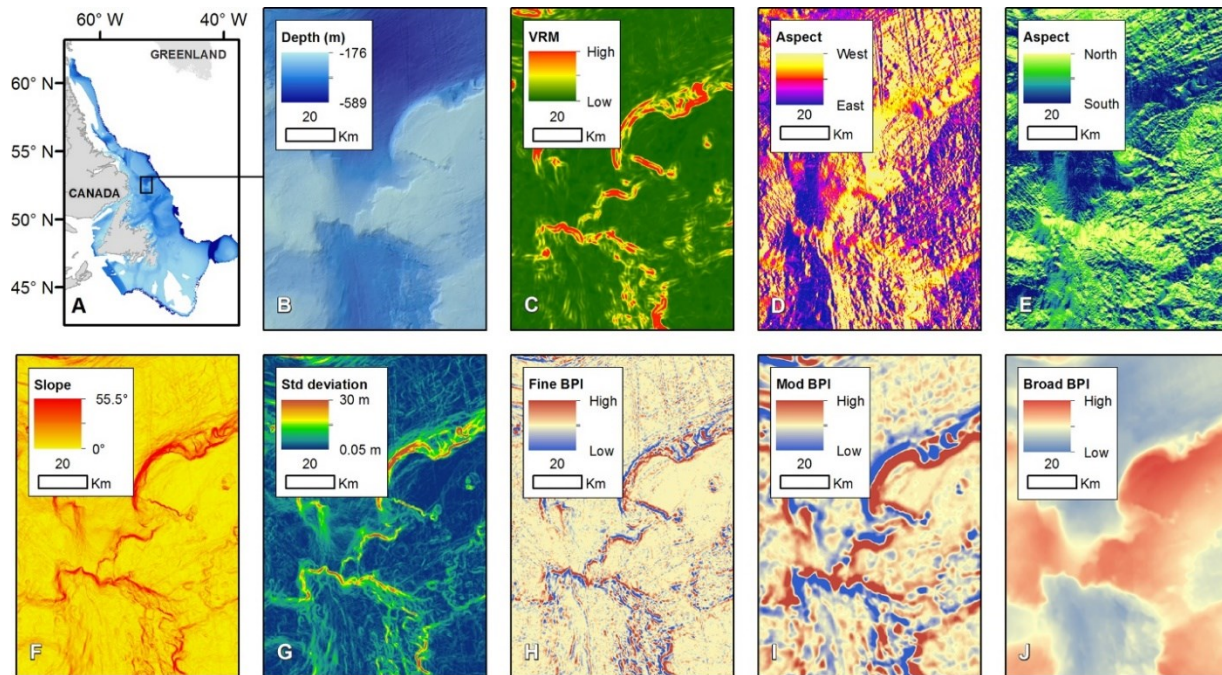 60° W
40° W
GREENLAND
60° N
55° N
CANADA
50° N
45° N
A
Depth (m)
-176
-589
20
Km
B
VRM
High
Low
20
Km
C
Aspect
West
East
20
Km
D
Aspect
North
South
20
Km
E
Slope
55.5°
0°
20
Km
F
Std deviation
30 m
0.05 m
20
Km
G
Fine BPI
High
Low
20
Km
H
Mod BPI
High
Low
20
Km
I
Broad BPI
High
Low
20
Km
J